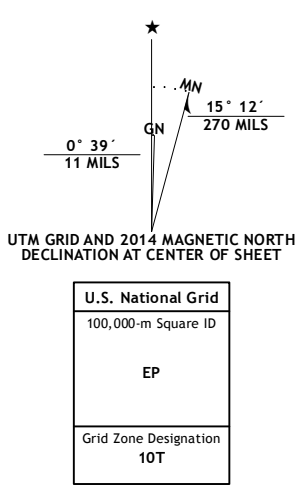 ★
MN
15° 12´
270 MILS
GN
0° 39´
11 MILS
UTM GRID AND 2014 MAGNETIC NORTH
DECLINATION AT CENTER OF SHEET
U.S. National Grid
100,000-m Square ID
EP
Grid Zone Designation
10T